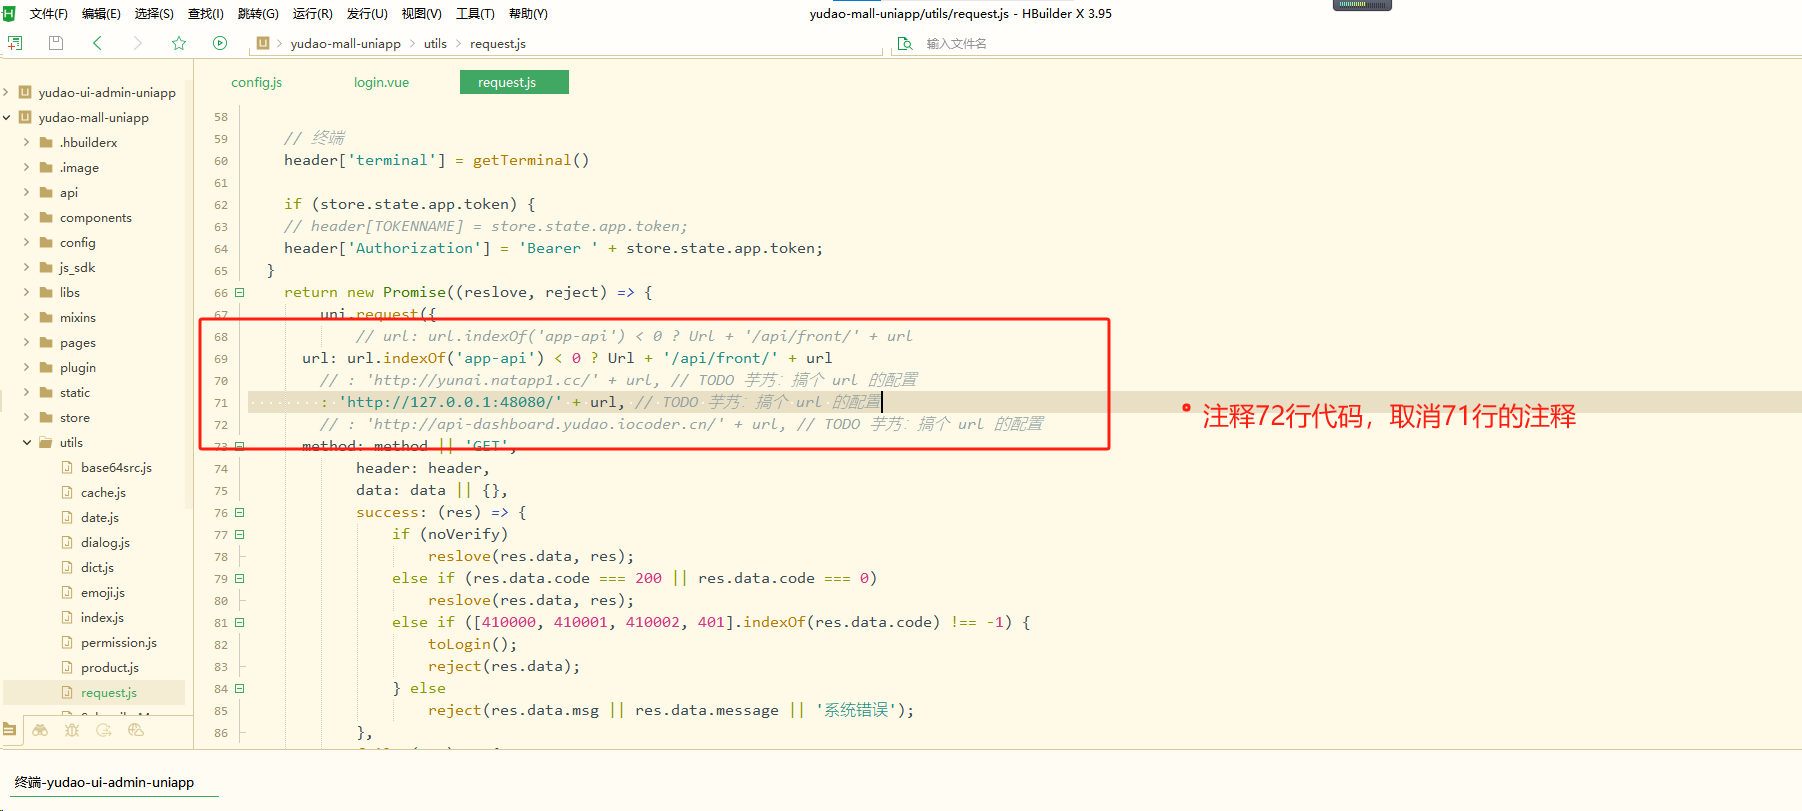 文件(F) 编辑(E) 选择(S) 查找(I) 跳转(G) 运行(R) 发行(U) 视图(V) 工具(T) 帮助(Y)
yudao-mall-uniapp/utils/request.js - HBuilder X 3.95
yudao-mall-uniapp > utils > request.js
输入文件名
config.js login.vue request.js
yudao-ui-admin-uniapp
yudao-mall-uniapp
.hbuilderx
.image
api
components
config
js_sdk
libs
mixins
pages
plugin
static
store
utils
base64src.js
cache.js
date.js
dialog.js
dict.js
emoji.js
index.js
permission.js
product.js
request.js
58
59 // 终端
60 header['terminal'] = getTerminal()
61
62 if (store.state.app.token) {
63 // header[TOKENNAME] = store.state.app.token;
64 header['Authorization'] = 'Bearer ' + store.state.app.token;
65 }
66 return new Promise((reslove, reject) => {
67 uni.request({
68 // url: url.indexOf('app-api') < 0 ? Url + '/api/front/' + url
69 url: url.indexOf('app-api') < 0 ? Url + '/api/front/' + url
70 // : 'http://yunai.natapp1.cc/' + url, // TODO 芋艿：搞个 url 的配置
71 : 'http://127.0.0.1:48080/' + url, // TODO 芋艿：搞个 url 的配置
72 // : 'http://api-dashboard.yudao.iocoder.cn/' + url, // TODO 芋艿：搞个 url 的配置
73 method: method || 'GET',
74 header: header,
75 data: data || {},
76 success: (res) => {
77 if (noVerify)
78 reslove(res.data, res);
79 else if (res.data.code === 200 || res.data.code === 0)
80 reslove(res.data, res);
81 else if ([410000, 410001, 410002, 401].indexOf(res.data.code) !== -1) {
82 toLogin();
83 reject(res.data);
84 } else
85 reject(res.data.msg || res.data.message || '系统错误');
86 },
注释72行代码，取消71行的注释
终端-yudao-ui-admin-uniapp